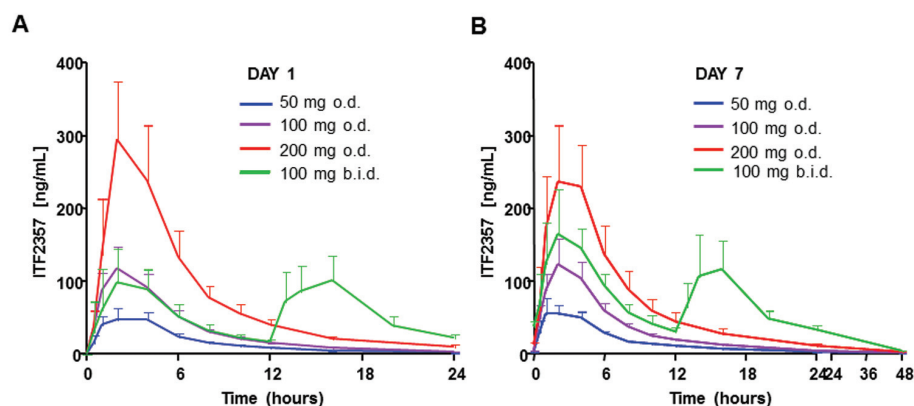 A
400
300
200
100
0
ITF2357 [ng/mL]
DAY 1
50 mg o.d.
100 mg o.d.
200 mg o.d.
100 mg b.i.d.
0 6 12 18 24
Time (hours)
B
400
300
200
100
0
ITF2357 [ng/mL]
DAY 7
50 mg o.d.
100 mg o.d.
200 mg o.d.
100 mg b.i.d.
0 6 12 18 24 24 36 48
Time (hours)